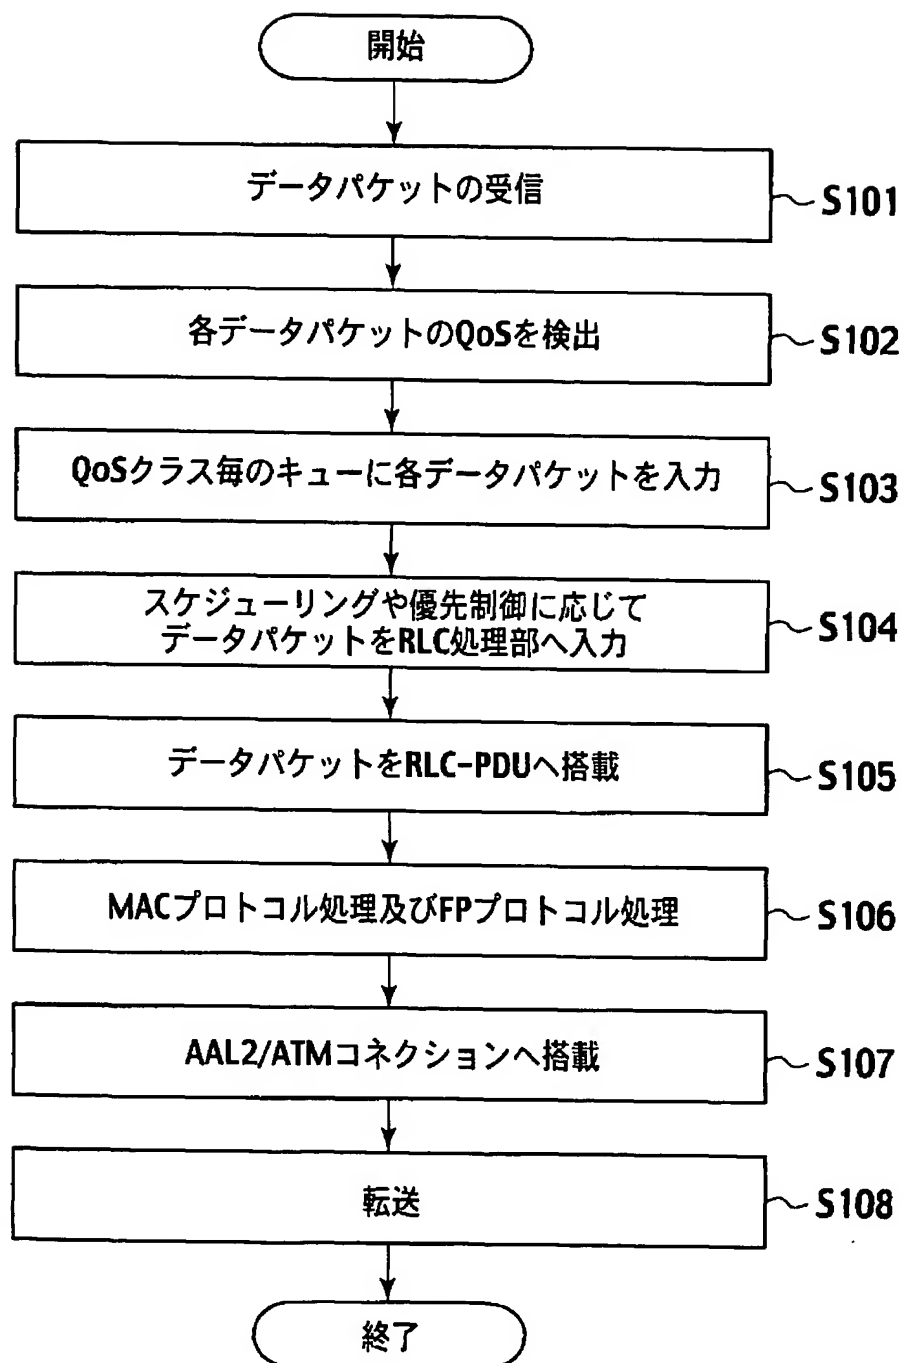 開始
データパケットの受信
S101
各データパケットのQoSを検出
S102
QoSクラス毎のキューに各データパケットを入力
S103
スケジューリングや優先制御に応じて
データパケットをRLC処理部へ入力
S104
データパケットをRLC-PDUへ搭載
S105
MACプロトコル処理及びFPプロトコル処理
S106
AAL2/ATMコネクションへ搭載
S107
転送
S108
終了